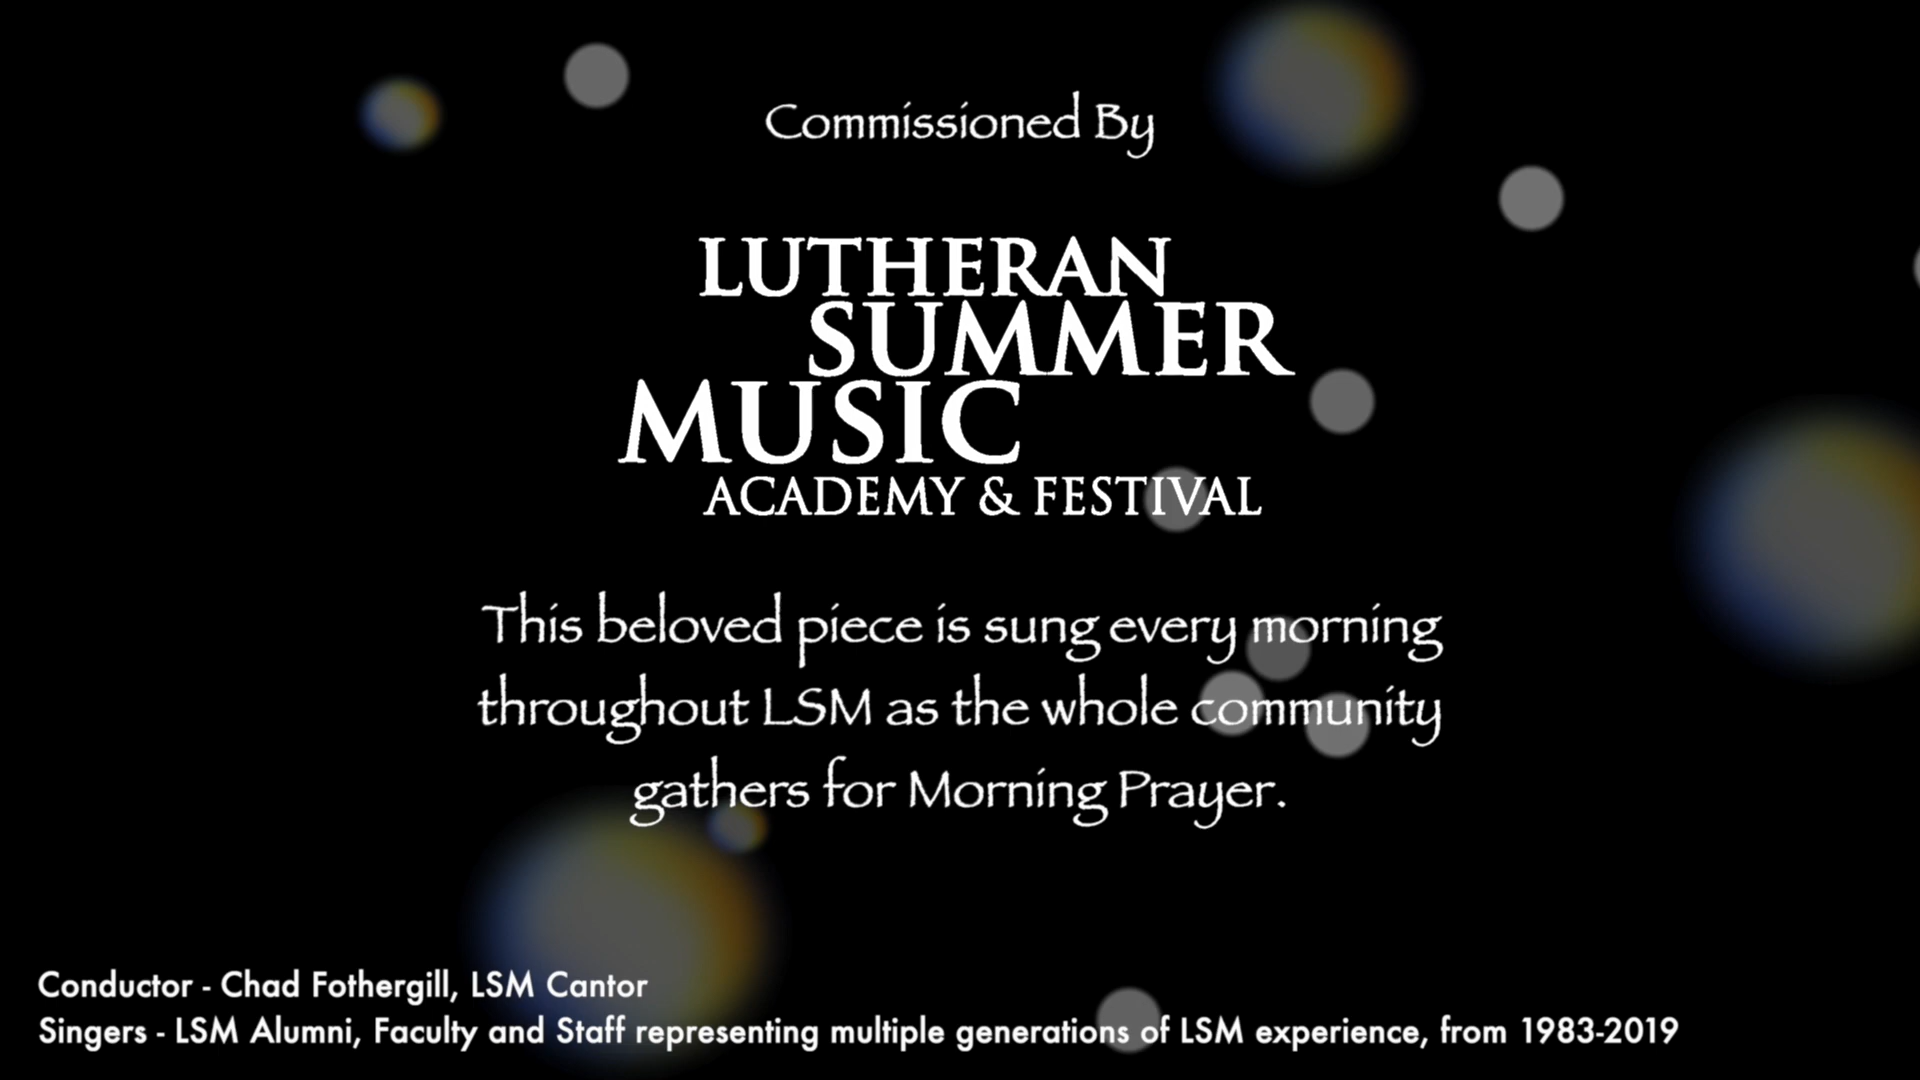 Commissioned By
LUTHERAN
SUMMER
MUSIC
ACADEMY & FESTIVAL
This beloved piece is sung every morning
throughout LSM as the whole community
gathers for Morning Prayer.
Conductor - Chad Fothergill, LSM Cantor
Singers - LSM Alumni, Faculty and Staff representing multiple generations of LSM experience, from 1983-2019